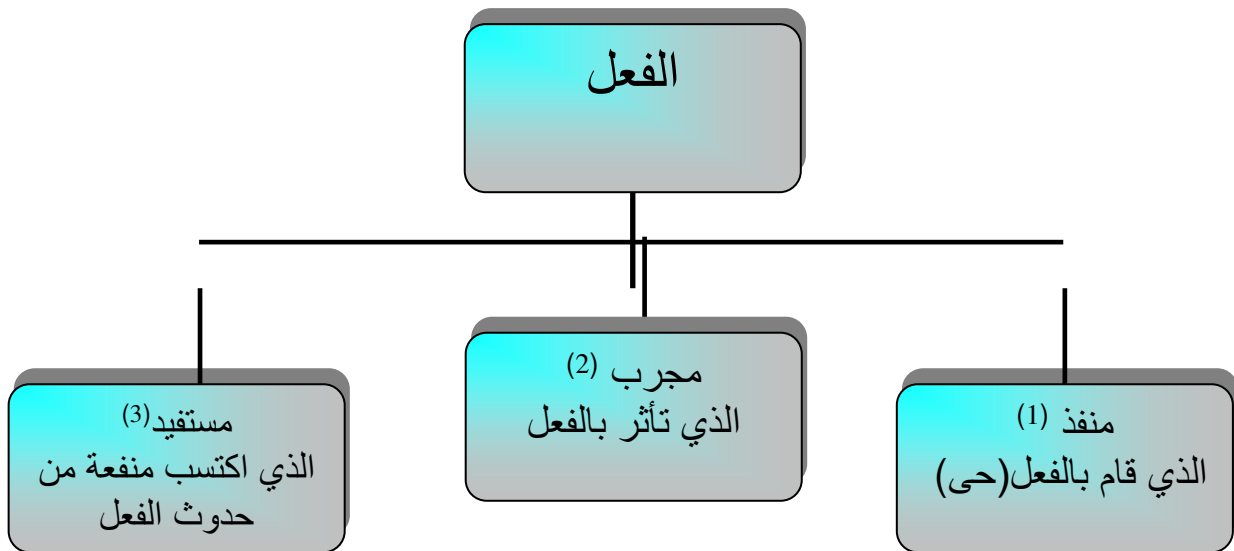 الفعل
منفذ (1)
الذي قام بالفعل(حى)
مجرب (2)
الذي تأثر بالفعل
مستفيد(3)
الذي اكتسب منفعة من
حدوث الفعل